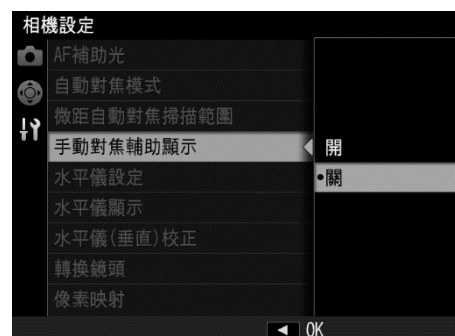 相機設定
AF補助光
自動對焦模式
微距自動對焦掃描範圍
手動對焦輔助顯示
開
水平儀設定
•關
水平儀顯示
水平儀(垂直)校正
轉換鏡頭
像素映射
◀ OK